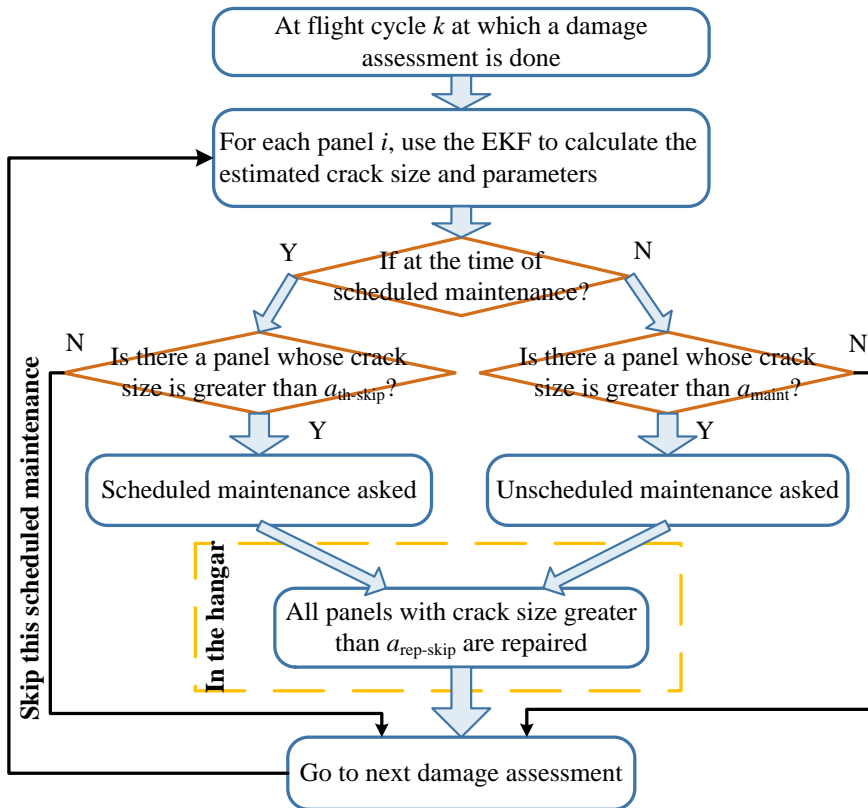 At flight cycle k at which a damage
assessment is done
For each panel i, use the EKF to calculate the
estimated crack size and parameters
Y
N
If at the time of
scheduled maintenance?
N
Is there a panel whose crack
size is greater than a_th-skip?
Y
Is there a panel whose crack
size is greater than a_maint?
N
Y
Scheduled maintenance asked
Unscheduled maintenance asked
Skip this scheduled maintenance
In the hangar
All panels with crack size greater
than a_rep-skip are repaired
Go to next damage assessment